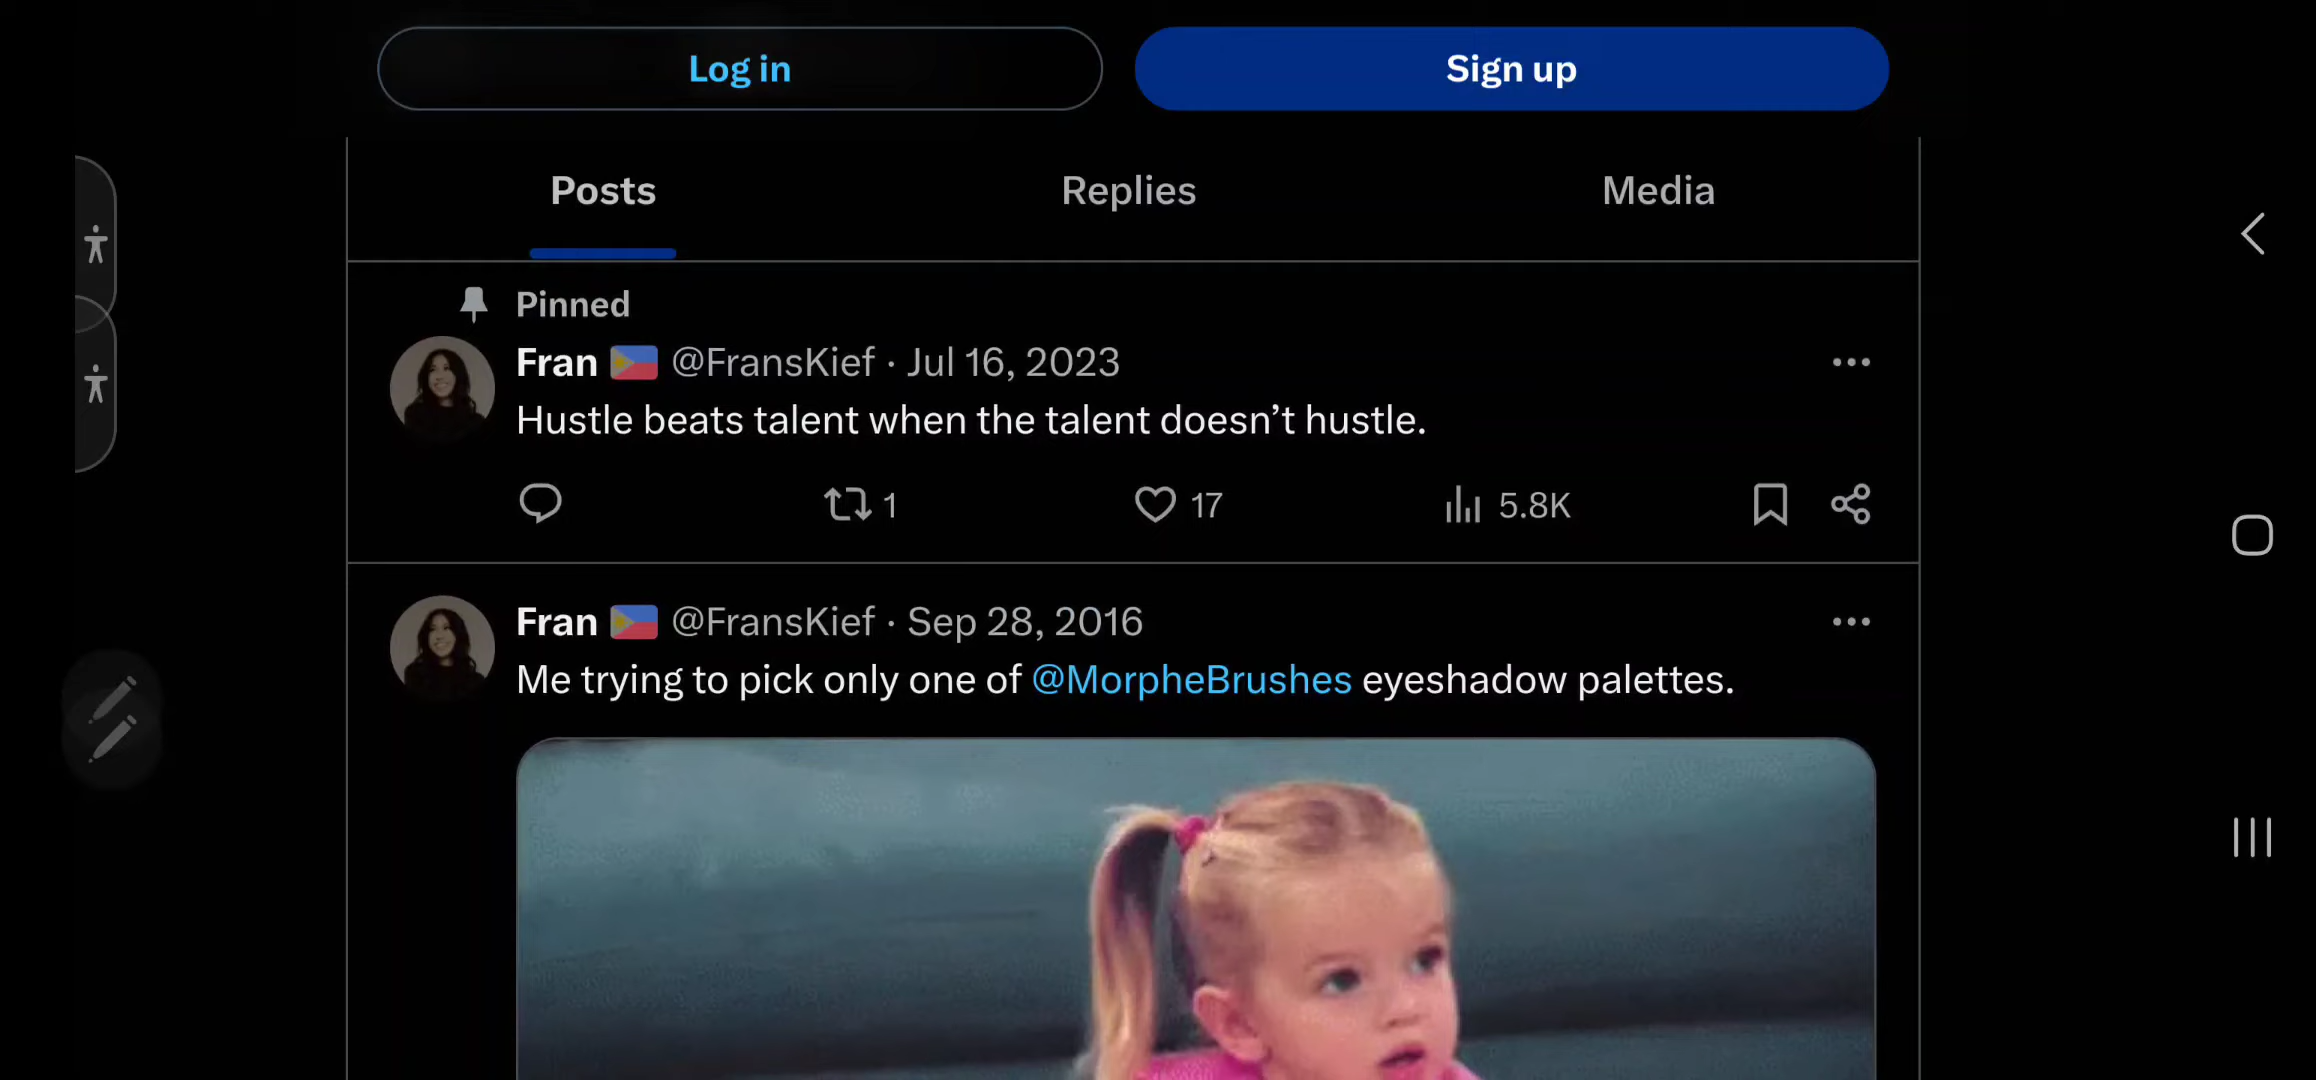 Log in
Sign up
Posts
Replies
Media
Pinned
Fran 🇵🇭 @FransKief · Jul 16, 2023
Hustle beats talent when the talent doesn’t hustle.
1
17
5.8K
Fran 🇵🇭 @FransKief · Sep 28, 2016
Me trying to pick only one of @MorpheBrushes eyeshadow palettes.